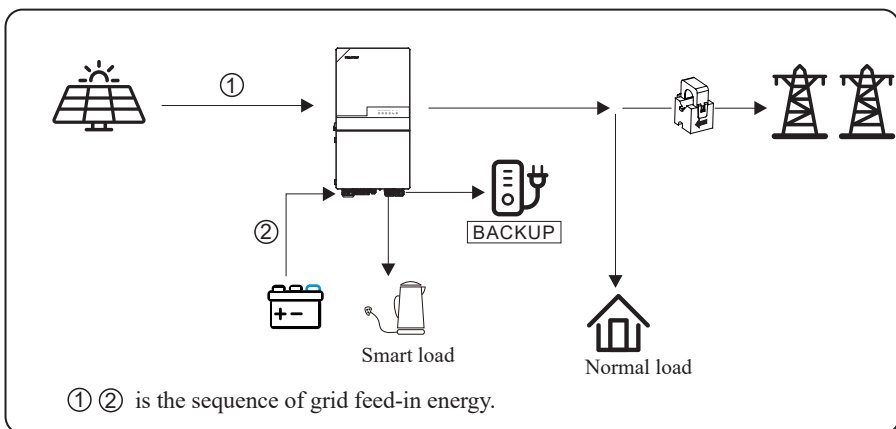 ①
②
BACKUP
+ -
Smart load
Normal load
① ② is the sequence of grid feed-in energy.